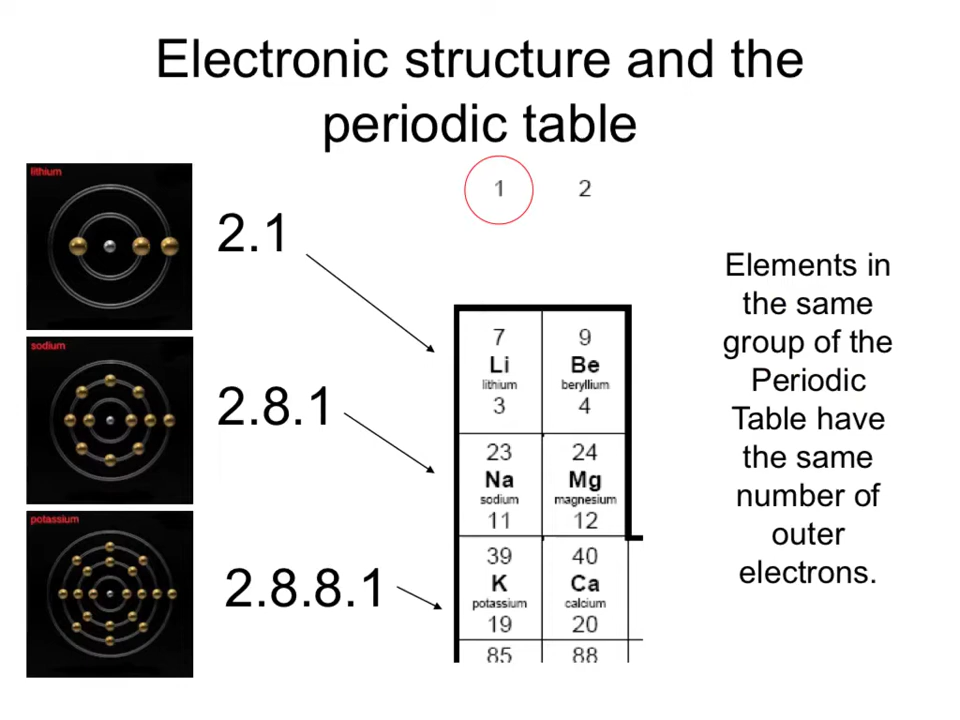 Electronic structure and the
periodic table
lithium
2.1
sodium
2.8.1
potassium
2.8.8.1
1 2
7 9
Li Be
lithium beryllium
3 4
23 24
Na Mg
sodium magnesium
11 12
39 40
K Ca
potassium calcium
19 20
85 88
Elements in
the same
group of the
Periodic
Table have
the same
number of
outer
electrons.